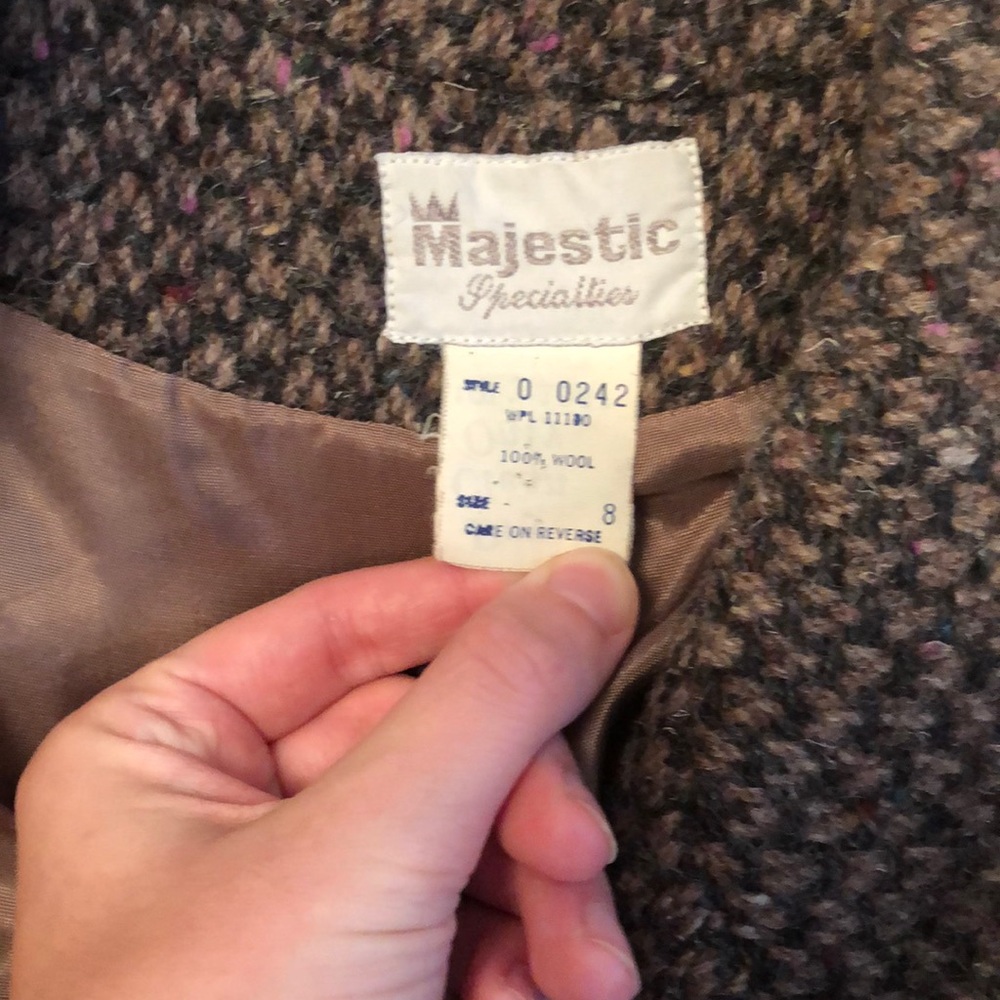 Majestic
Specialties
STYLE 0 0242
WPL 11180
100% WOOL
SIZE 8
CARE ON REVERSE